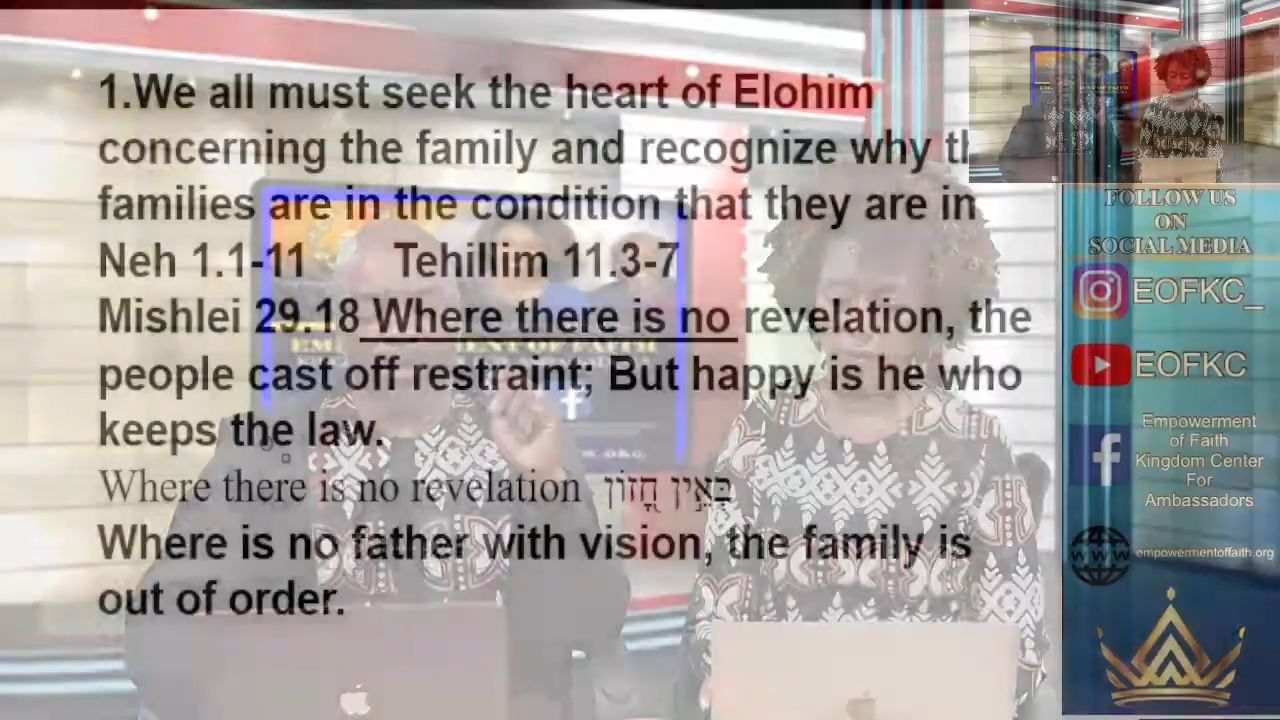 1.We all must seek the heart of Elohim
concerning the family and recognize why
families are in the condition that they are in
Neh 1.1-11 Tehillim 11.3-7
Mishlei 29.18 Where there is no revelation, the
people cast off restraint; But happy is he who
keeps the law.
Where there is no revelation בְּאֵ֣ין חָ֭זוֹן
Where is no father with vision, the family is
out of order.
FOLLOW US
ON
SOCIAL MEDIA
EOFKC_
EOFKC
Empowerment
of Faith
Kingdom Center
For
Ambassadors
www
empowermentoffaith.org